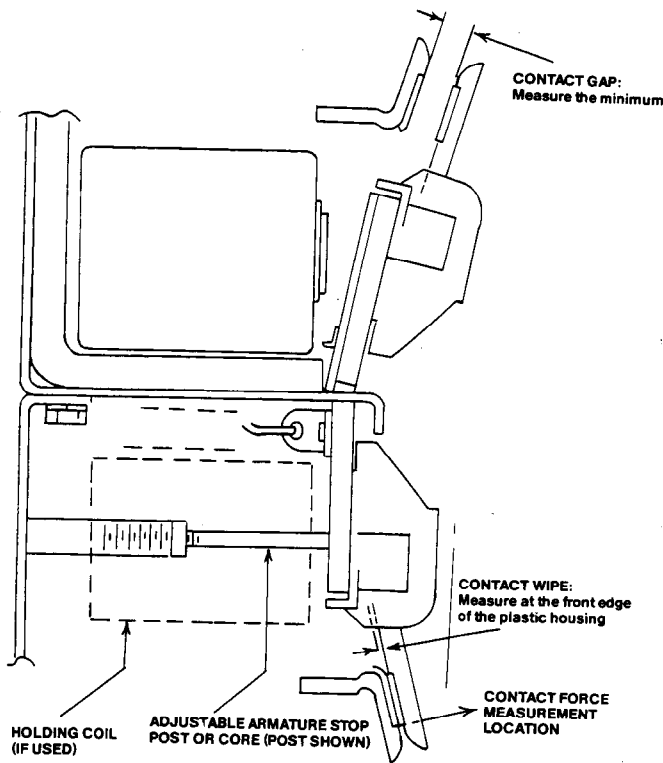 CONTACT GAP:
Measure the minimum
CONTACT WIPE:
Measure at the front edge
of the plastic housing
CONTACT FORCE
MEASUREMENT
LOCATION
ADJUSTABLE ARMATURE STOP
POST OR CORE (POST SHOWN)
HOLDING COIL
(IF USED)